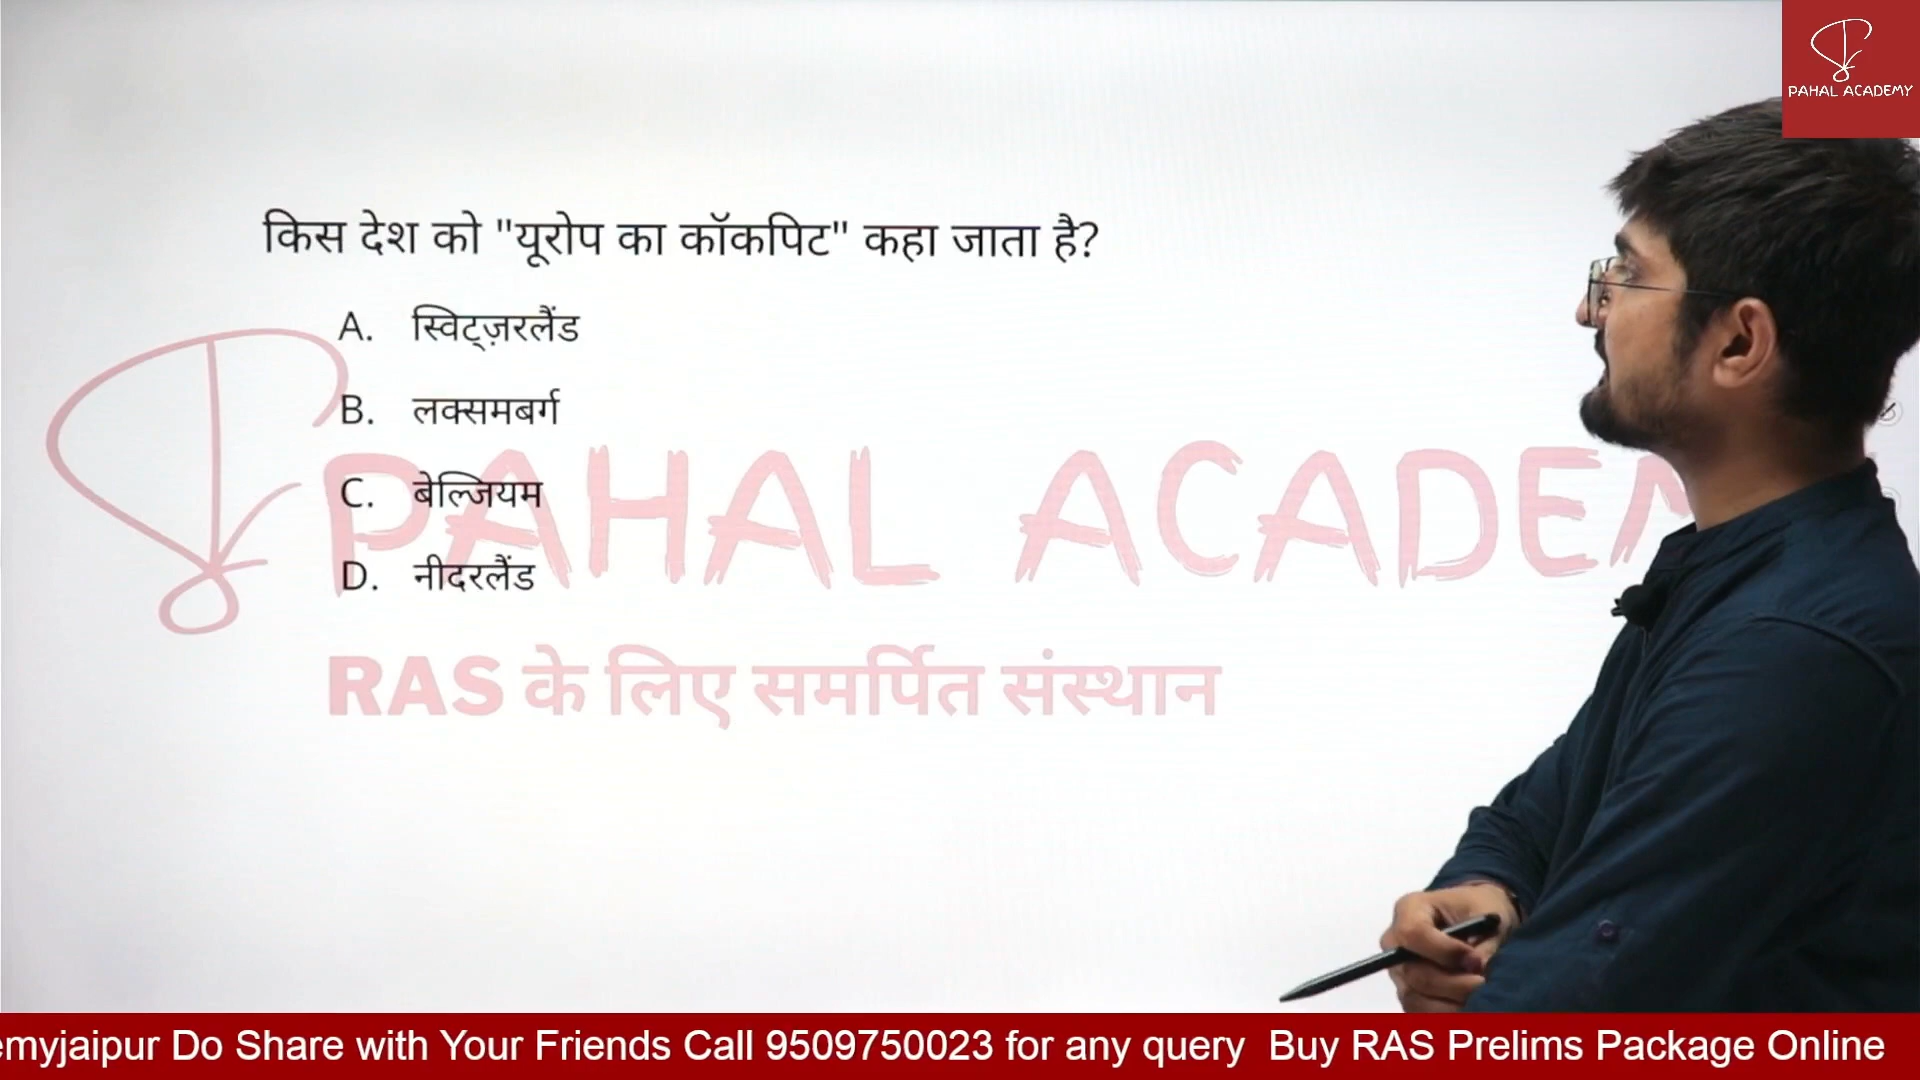 PAHAL ACADEMY
किस देश को "यूरोप का कॉकपिट" कहा जाता है?
A. स्विट्ज़रलैंड
B. लक्समबर्ग
C. बेल्जियम
D. नीदरलैंड
PAHAL ACADEM
RAS के लिए समर्पित संस्थान
emyjaipur Do Share with Your Friends Call 9509750023 for any query Buy RAS Prelims Package Online